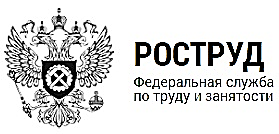 РОСТРУД
Федеральная служба
по труду и занятости